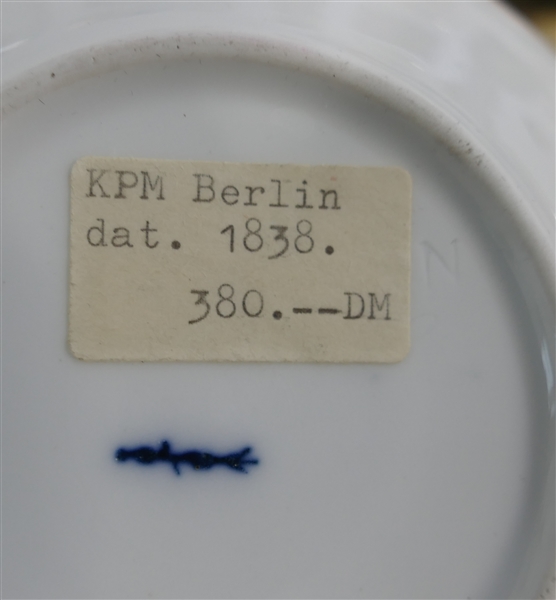 KPM Berlin
dat. 1838.
380.--DM
N